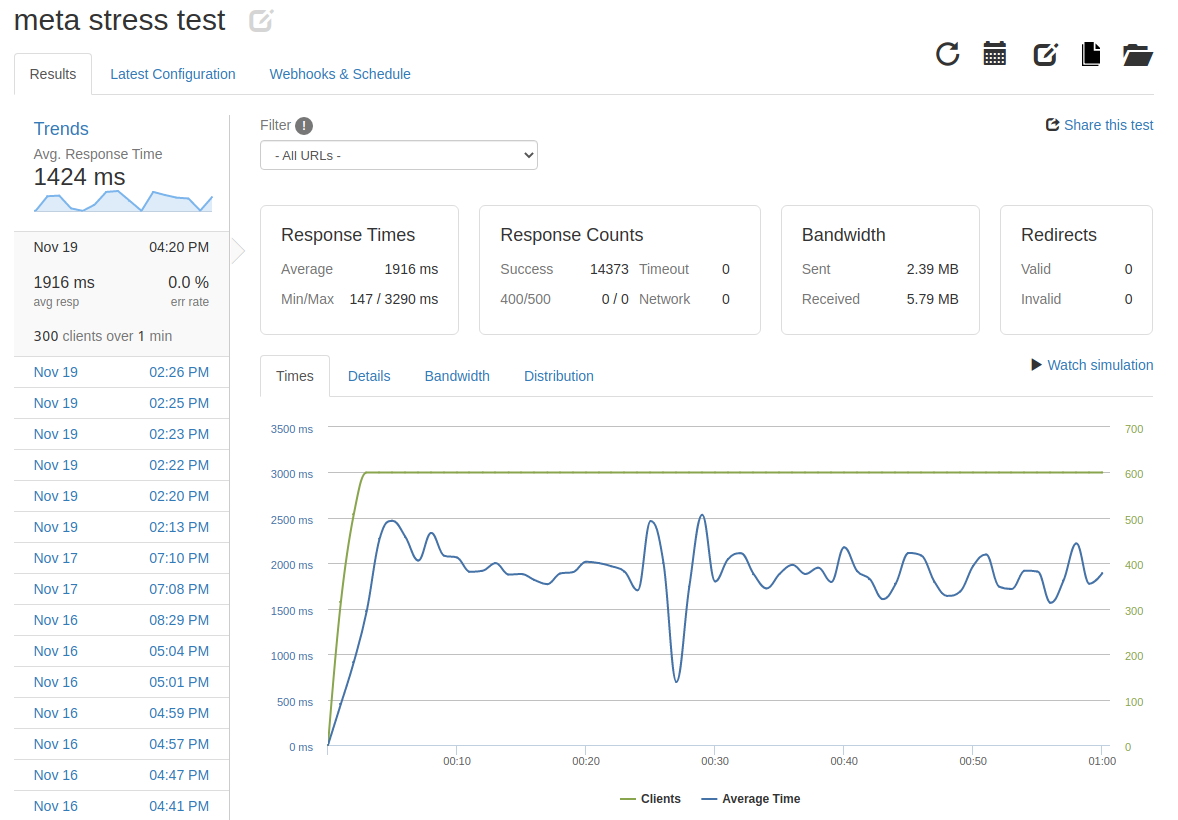 meta stress test
Results Latest Configuration Webhooks & Schedule
Trends
Avg. Response Time
1424 ms
Nov 19 04:20 PM
1916 ms 0.0 %
avg resp err rate
300 clients over 1 min
Nov 19 02:26 PM
Nov 19 02:25 PM
Nov 19 02:23 PM
Nov 19 02:22 PM
Nov 19 02:20 PM
Nov 19 02:13 PM
Nov 17 07:10 PM
Nov 17 07:08 PM
Nov 16 08:29 PM
Nov 16 05:04 PM
Nov 16 05:01 PM
Nov 16 04:59 PM
Nov 16 04:57 PM
Nov 16 04:47 PM
Nov 16 04:41 PM
Filter !
Share this test
- All URLs -
Response Times
Average 1916 ms
Min/Max 147 / 3290 ms
Response Counts
Success 14373 Timeout 0
400/500 0 / 0 Network 0
Bandwidth
Sent 2.39 MB
Received 5.79 MB
Redirects
Valid 0
Invalid 0
Times Details Bandwidth Distribution
Watch simulation
3500 ms 700
3000 ms 600
2500 ms 500
2000 ms 400
1500 ms 300
1000 ms 200
500 ms 100
0 ms 0
00:10 00:20 00:30 00:40 00:50 01:00
Clients Average Time